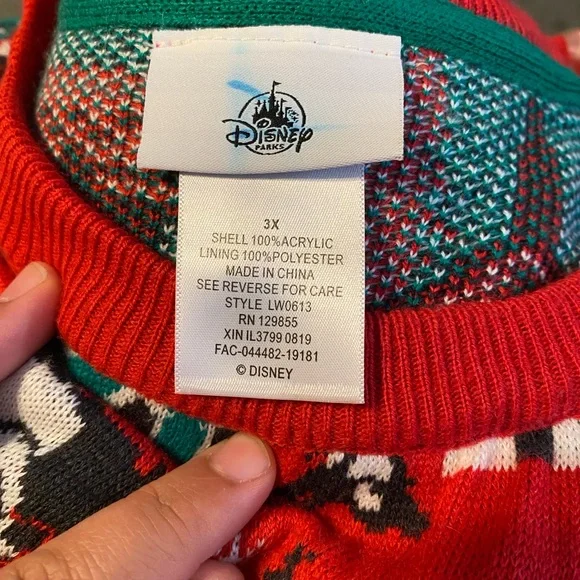 Disney
PARKS
3X
SHELL 100%ACRYLIC
LINING 100%POLYESTER
MADE IN CHINA
SEE REVERSE FOR CARE
STYLE LW0613
RN 129855
XIN IL3799 0819
FAC-044482-19181
© DISNEY